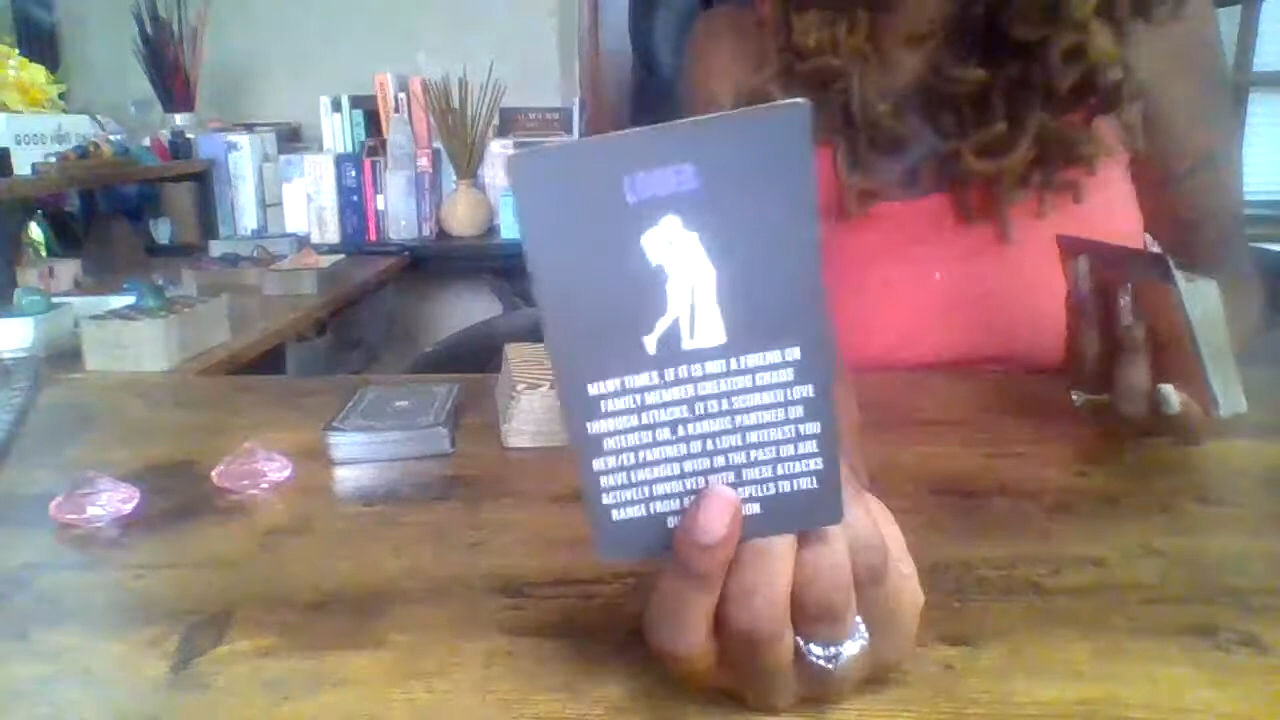 GOOD
LOVER
MANY TIMES, IF IT IS NOT A FRIEND OR
FAMILY MEMBER CREATING CHAOS
THROUGH ATTACKS, IT IS A SCORNED LOVE
INTEREST OR, A KARMIC PARTNER OR
NEW/EX PARTNER OF A LOVE INTEREST YOU
HAVE ENGAGED WITH IN THE PAST OR ARE
ACTIVELY INVOLVED WITH. THESE ATTACKS
RANGE FROM SPELLS TO FULL